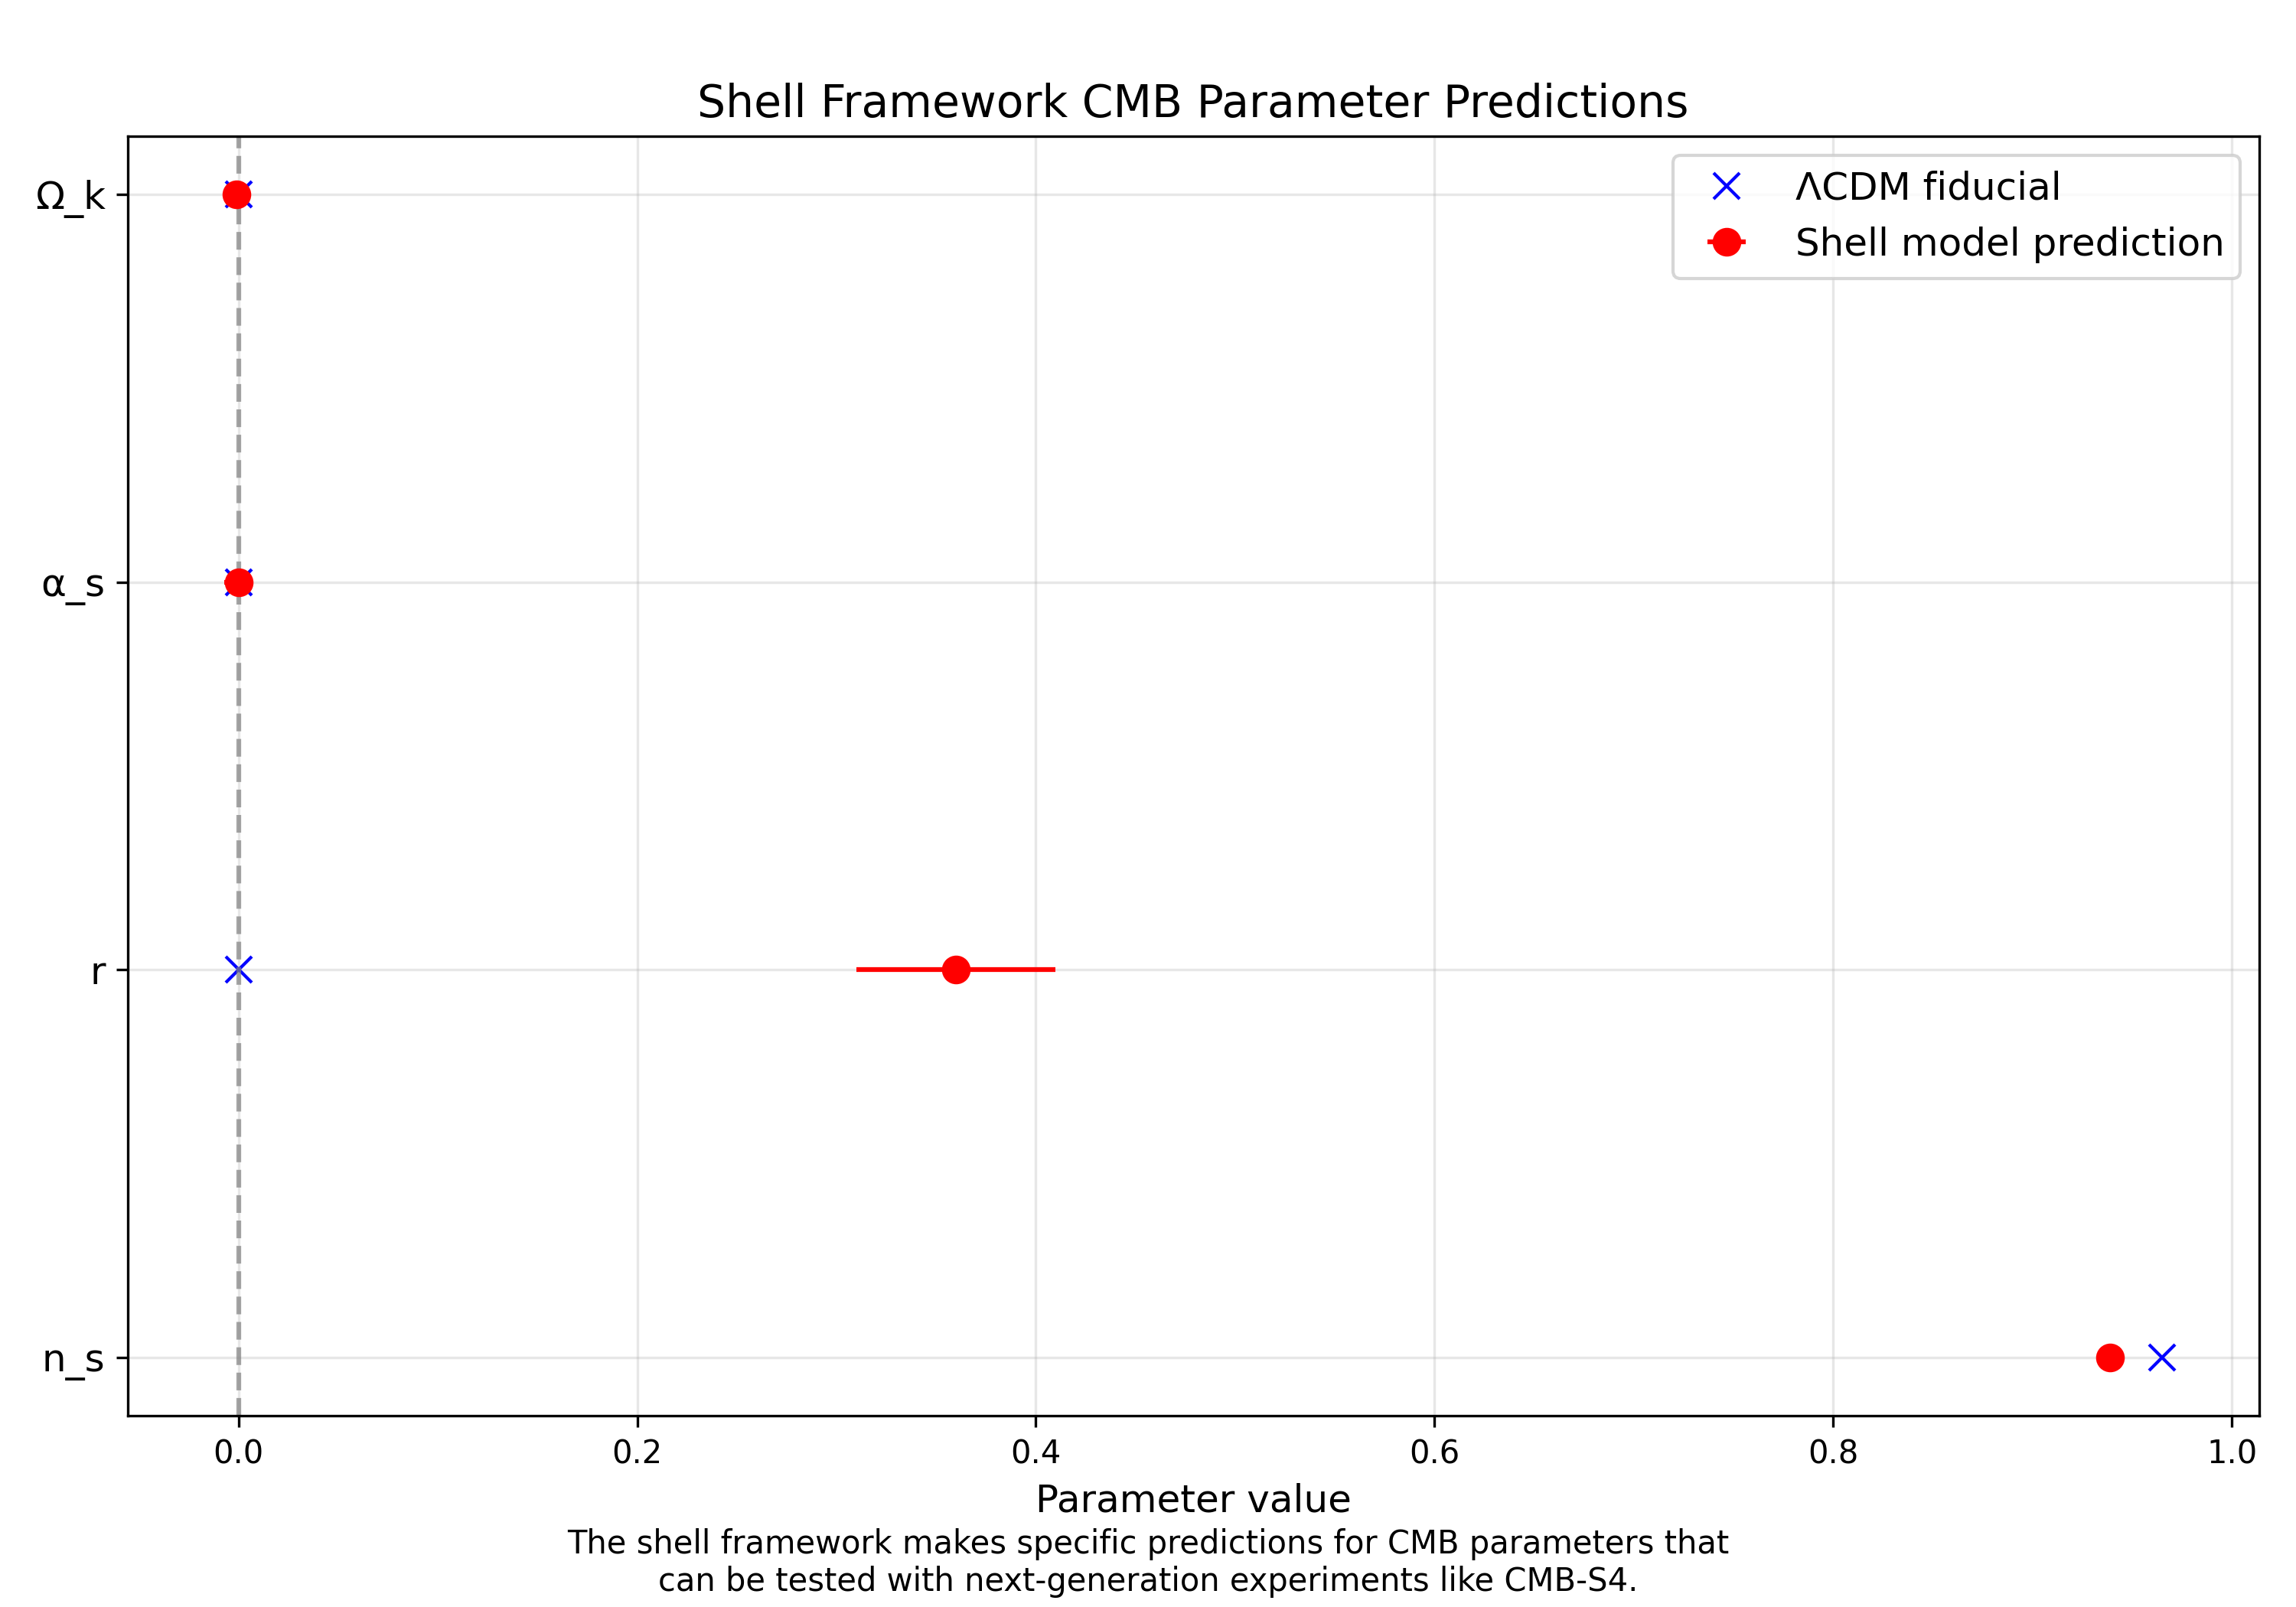 Shell Framework CMB Parameter Predictions
ΛCDM fiducial
Shell model prediction
Ω_k
α_s
r
n_s
0.0 0.2 0.4 0.6 0.8 1.0
Parameter value
The shell framework makes specific predictions for CMB parameters that
can be tested with next-generation experiments like CMB-S4.